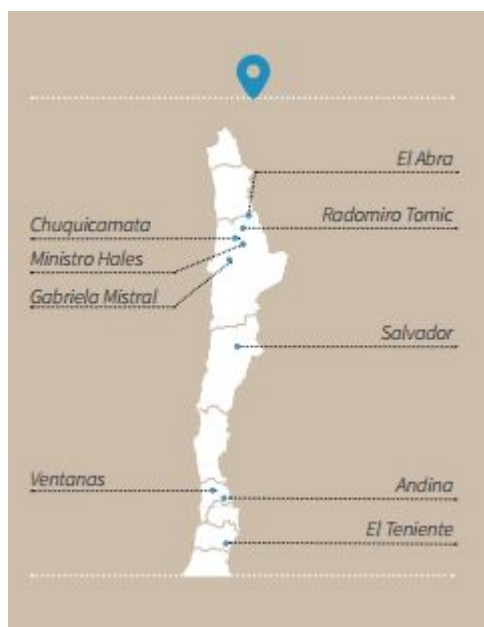 El Abra
Radomiro Tomic
Chuquicamata
Ministro Hales
Gabriela Mistral
Salvador
Ventanas
Andina
El Teniente